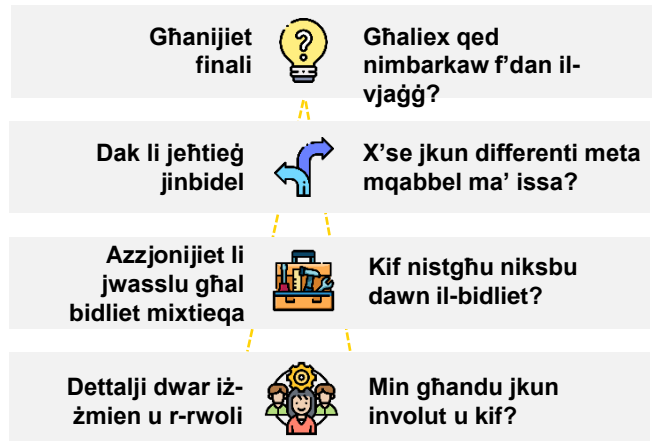 Għanijiet
finali
Għaliex qed
nimbarkaw f'dan il-
vjaġġ?
Dak li jeħtieġ
jinbidel
X'se jkun differenti meta
mqabbel ma' issa?
Azzjonijiet li
jwasslu għal
bidliet mixtieqa
Kif nistgħu niksbu
dawn il-bidliet?
Dettalji dwar iż-
żmien u r-rwoli
Min għandu jkun
involut u kif?